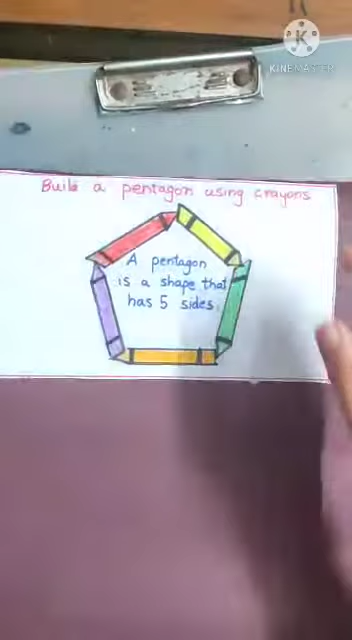 KINEMASTER
Build a pentagon using crayons
A pentagon
is a shape that
has 5 sides.